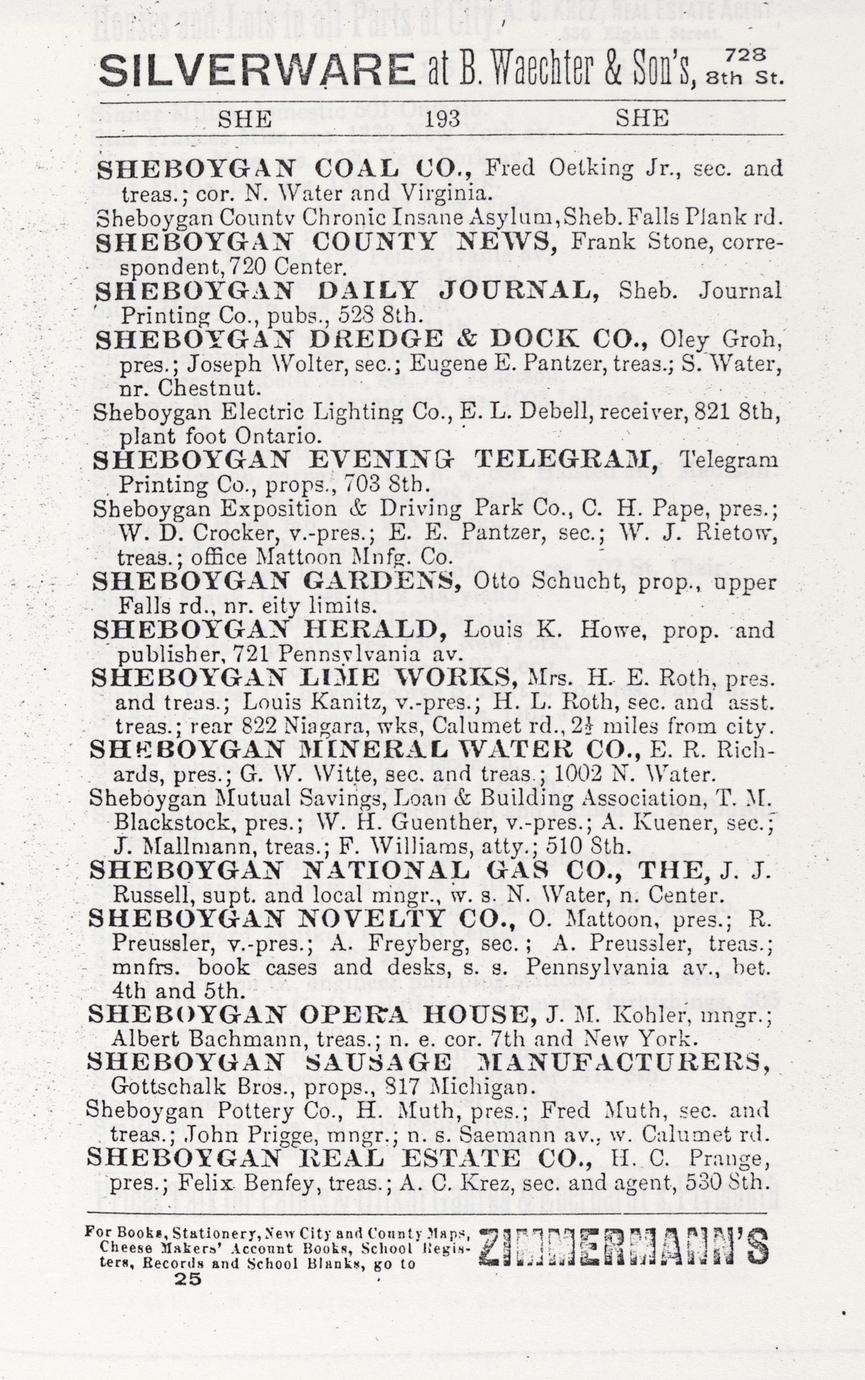 SILVERWARE at B. Waechter & Son's, 728 8th St.
SHE 193 SHE
SHEBOYGAN COAL CO., Fred Oetking Jr., sec. and
treas.; cor. N. Water and Virginia.
Sheboygan County Chronic Insane Asylum, Sheb. Falls Plank rd.
SHEBOYGAN COUNTY NEWS, Frank Stone, corre-
spondent, 720 Center.
SHEBOYGAN DAILY JOURNAL, Sheb. Journal
Printing Co., pubs., 528 8th.
SHEBOYGAN DREDGE & DOCK CO., Oley Groh,
pres.; Joseph Wolter, sec.; Eugene E. Pantzer, treas.; S. Water,
nr. Chestnut.
Sheboygan Electric Lighting Co., E. L. Debell, receiver, 821 8th,
plant foot Ontario.
SHEBOYGAN EVENING TELEGRAM, Telegram
Printing Co., props., 703 8th.
Sheboygan Exposition & Driving Park Co., C. H. Pape, pres.;
W. D. Crocker, v.-pres.; E. E. Pantzer, sec.; W. J. Rietow,
treas.; office Mattoon Mnfg. Co.
SHEBOYGAN GARDENS, Otto Schucht, prop., upper
Falls rd., nr. eity limits.
SHEBOYGAN HERALD, Louis K. Howe, prop. and
publisher, 721 Pennsylvania av.
SHEBOYGAN LIME WORKS, Mrs. H. E. Roth, pres.
and treas.; Louis Kanitz, v.-pres.; H. L. Roth, sec. and asst.
treas.; rear 822 Niagara, wks, Calumet rd., 2½ miles from city.
SHEBOYGAN MINERAL WATER CO., E. R. Rich-
ards, pres.; G. W. Witte, sec. and treas.; 1002 N. Water.
Sheboygan Mutual Savings, Loan & Building Association, T. M.
Blackstock, pres.; W. H. Guenther, v.-pres.; A. Kuener, sec.;
J. Mallmann, treas.; F. Williams, atty.; 510 8th.
SHEBOYGAN NATIONAL GAS CO., THE, J. J.
Russell, supt. and local mngr., w. s. N. Water, n. Center.
SHEBOYGAN NOVELTY CO., O. Mattoon, pres.; R.
Preussler, v.-pres.; A. Freyberg, sec.; A. Preussler, treas.;
mnfrs. book cases and desks, s. s. Pennsylvania av., bet.
4th and 5th.
SHEBOYGAN OPERA HOUSE, J. M. Kohler, mngr.;
Albert Bachmann, treas.; n. e. cor. 7th and New York.
SHEBOYGAN SAUSAGE MANUFACTURERS,
Gottschalk Bros., props., 817 Michigan.
Sheboygan Pottery Co., H. Muth, pres.; Fred Muth, sec. and
treas.; John Prigge, mngr.; n. s. Saemann av., w. Calumet rd.
SHEBOYGAN REAL ESTATE CO., H. C. Prange,
pres.; Felix Benfey, treas.; A. C. Krez, sec. and agent, 530 8th.
For Books, Stationery, New City and County Maps,
Cheese Makers' Account Books, School Regis-
ters, Records and School Blanks, go to
ZIMMERMANN'S
25